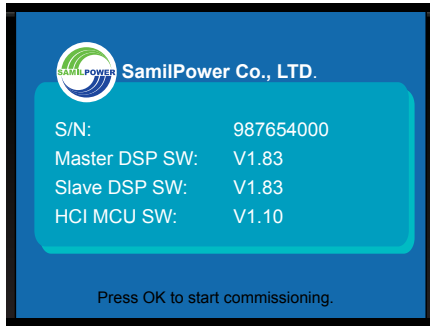 SAMILPOWER
SamilPower Co., LTD.
S/N: 987654000
Master DSP SW: V1.83
Slave DSP SW: V1.83
HCI MCU SW: V1.10
Press OK to start commissioning.